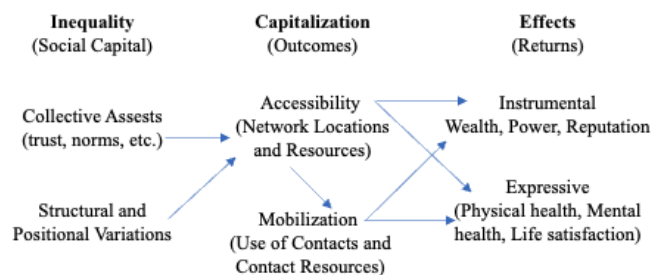 Inequality
(Social Capital)
Capitalization
(Outcomes)
Effects
(Returns)
Collective Assests
(trust, norms, etc.)
Structural and
Positional Variations
Accessibility
(Network Locations
and Resources)
Mobilization
(Use of Contacts and
Contact Resources)
Instrumental
Wealth, Power, Reputation
Expressive
(Physical health, Mental
health, Life satisfaction)